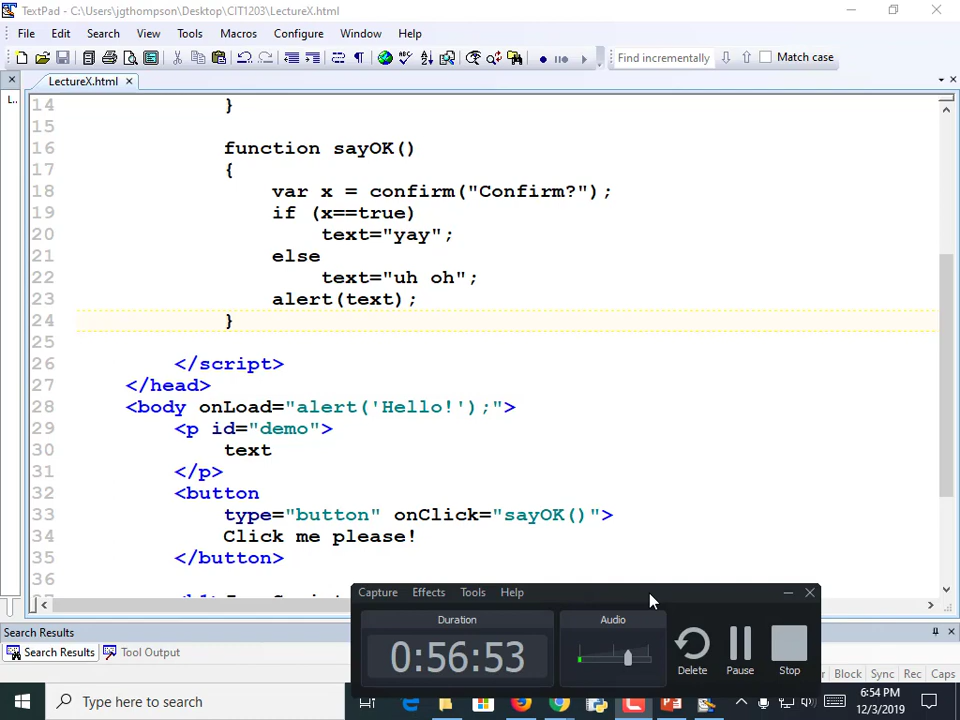 TextPad - C:\Users\jgthompson\Desktop\CIT1203\LectureX.html
File Edit Search View Tools Macros Configure Window Help
Find incrementally Match case
LectureX.html
L..
14 }
15
16 function sayOK()
17 {
18 var x = confirm("Confirm?");
19 if (x==true)
20 text="yay";
21 else
22 text="uh oh";
23 alert(text);
24 }
25
26 </script>
27 </head>
28 <body onLoad="alert('Hello!');">
29 <p id="demo">
30 text
31 </p>
32 <button
33 type="button" onClick="sayOK()">
34 Click me please!
35 </button>
36
Capture Effects Tools Help
Duration Audio
0:56:53
Delete Pause Stop
Search Results
Search Results Tool Output
Block Sync Rec Caps
Type here to search
6:54 PM
12/3/2019